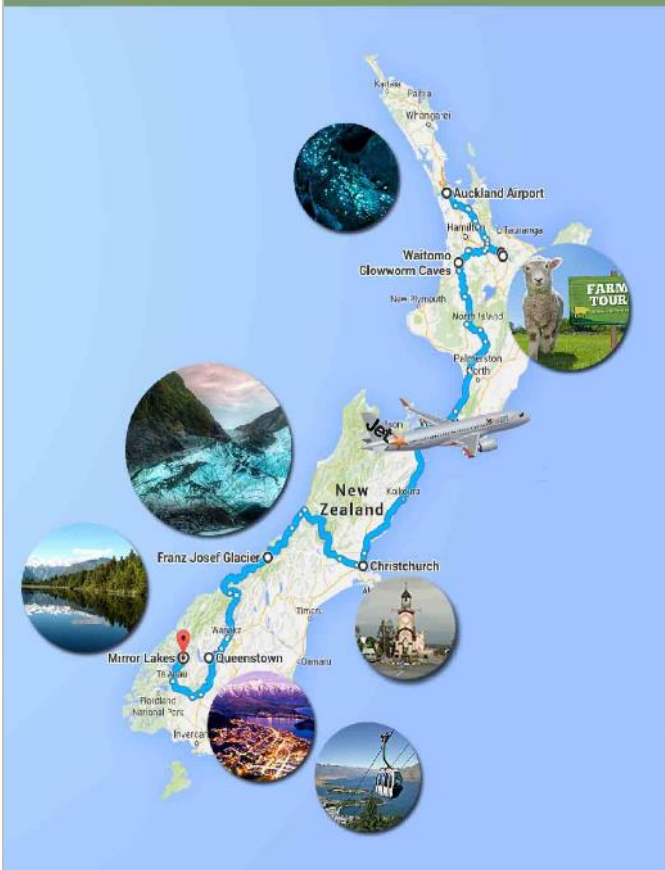 Kaitaia
Paihia
Whangarei
Auckland Airport
Hamilton
Tauranga
Waitomo
Glowworm Caves
FARM
TOUR
New Plymouth
North Island
Palmerston
North
Jet
New
Zealand
Kaikoura
Franz Josef Glacier
Christchurch
Timaru
Wanaka
Mirror Lakes
Queenstown
Te Anau
Oamaru
Fiordland
National Park